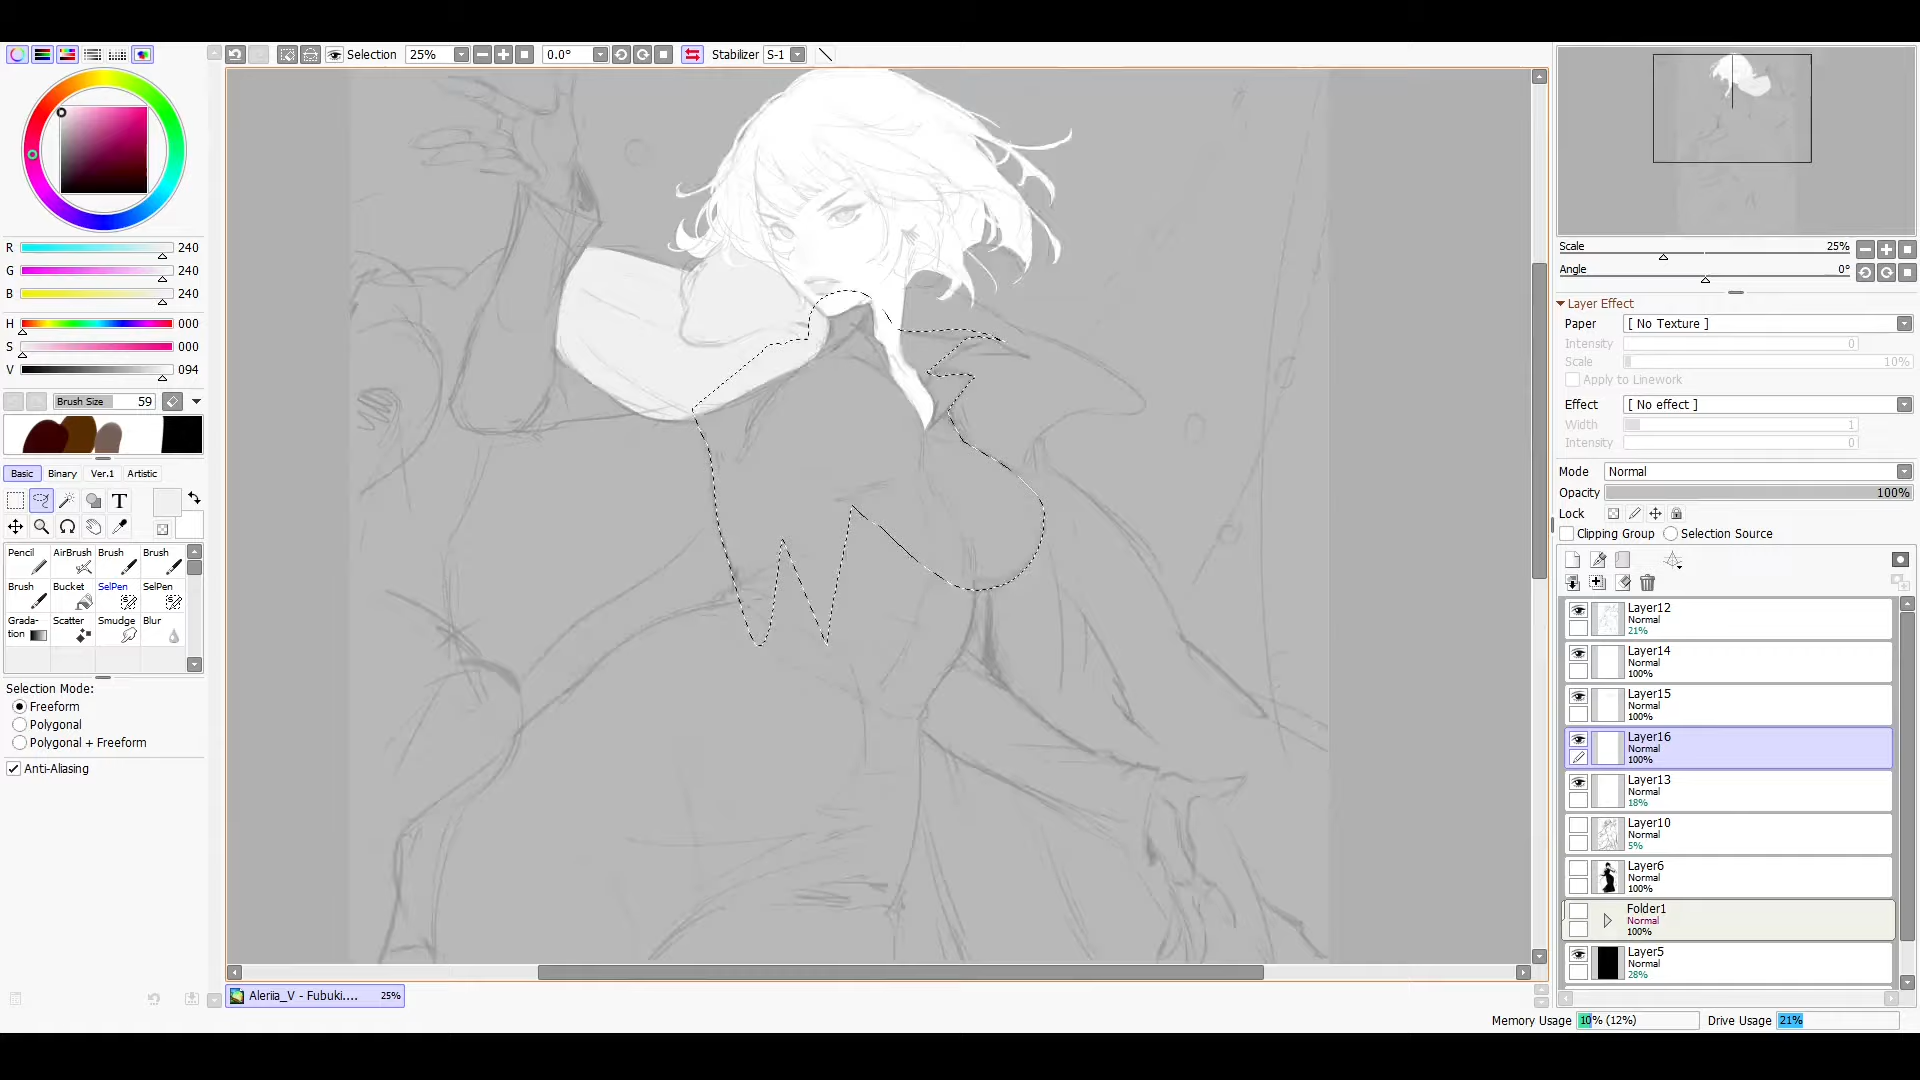 Selection 25% 0.0° Stabilizer S-1
R 240
G 240
B 240
H 000
S 000
V 094
Brush Size 59
Basic Binary Ver.1 Artistic
T
Pencil AirBrush Brush Brush
Brush Bucket SelPen SelPen
Grada-tion Scatter Smudge Blur
Selection Mode:
Freeform
Polygonal
Polygonal + Freeform
Anti-Aliasing
Aleriia_V - Fubuki.... 25%
Scale 25%
Angle 0°
Layer Effect
Paper [ No Texture ]
Intensity 0
Scale 10%
Apply to Linework
Effect [ No effect ]
Width 1
Intensity 0
Mode Normal
Opacity 100%
Lock
Clipping Group Selection Source
Layer12
Normal
21%
Layer14
Normal
100%
Layer15
Normal
100%
Layer16
Normal
100%
Layer13
Normal
18%
Layer10
Normal
5%
Layer6
Normal
100%
Folder1
Normal
100%
Layer5
Normal
28%
Memory Usage 10% (12%) Drive Usage 21%